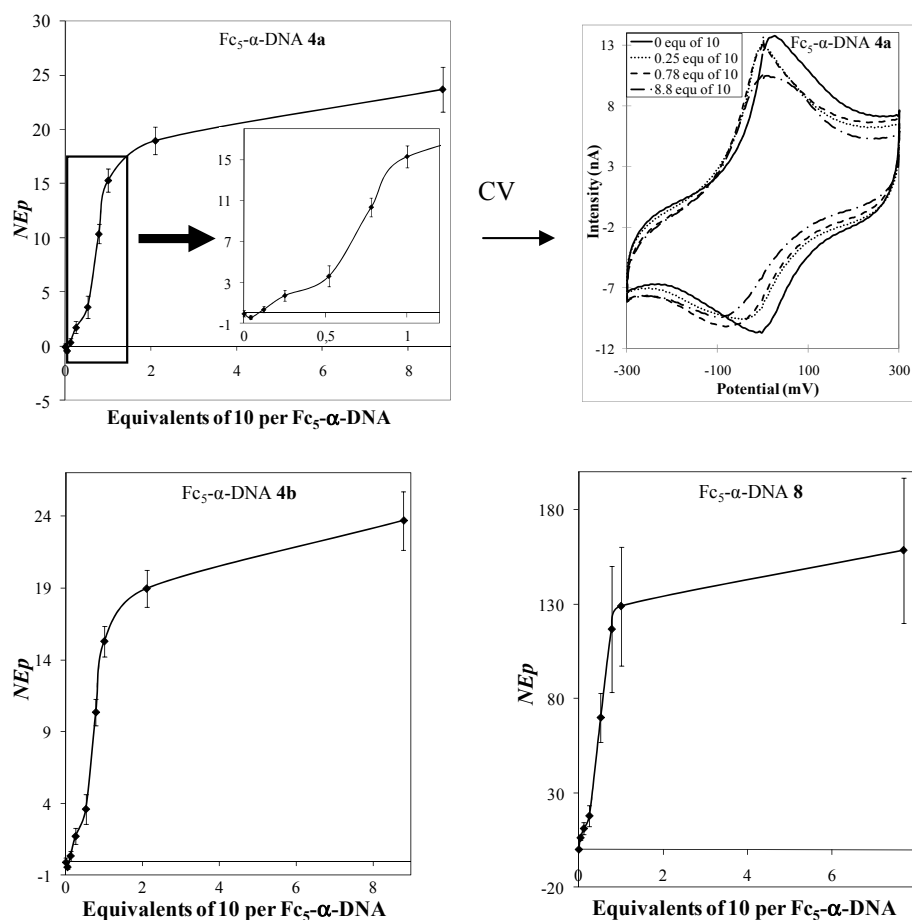 Fc5-α-DNA 4a
30
25
20
15
10
5
0
-5
NEp
0 2 4 6 8
Equivalents of 10 per Fc5-α-DNA
15
11
7
3
-1
0 0,5 1
CV
Fc5-α-DNA 4a
0 equ of 10
0.25 equ of 10
0.78 equ of 10
8.8 equ of 10
13
8
3
-2
-7
-12
Intensity (nA)
-300 -100 100 300
Potential (mV)
Fc5-α-DNA 4b
24
19
14
9
4
-1
NEp
0 2 4 6 8
Equivalents of 10 per Fc5-α-DNA
Fc5-α-DNA 8
180
130
80
30
-20
NEp
0 2 4 6
Equivalents of 10 per Fc5-α-DNA